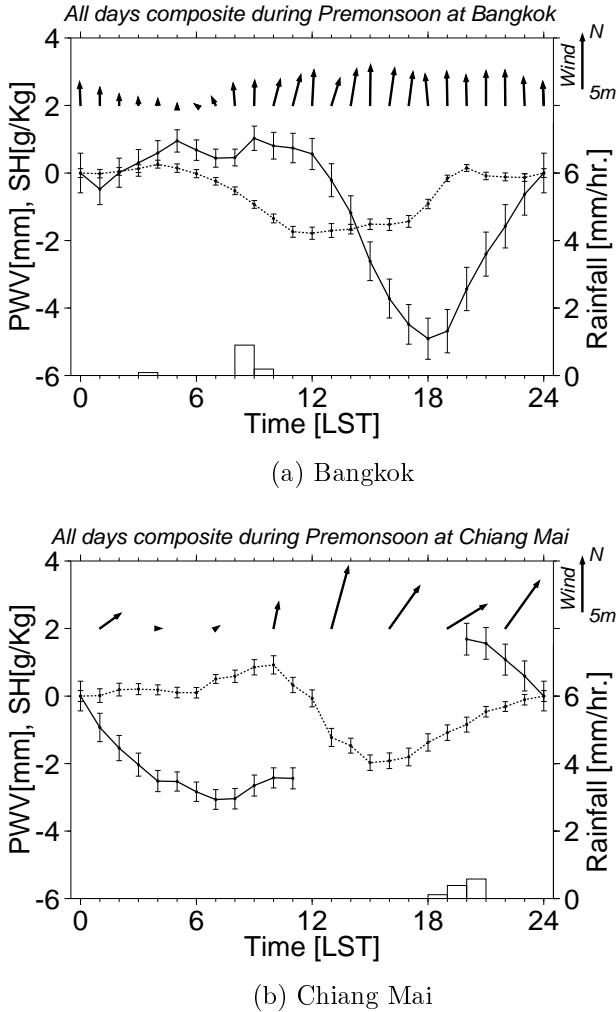 All days composite during Premonsoon at Bangkok
N
Wind
5m
4
2
0
-2
-4
-6
PWV[mm], SH[g/Kg]
6
4
2
0
Rainfall [mm/hr.]
0 6 12 18 24
Time [LST]
(a) Bangkok
All days composite during Premonsoon at Chiang Mai
N
Wind
5m
4
2
0
-2
-4
-6
PWV[mm], SH[g/Kg]
6
4
2
0
Rainfall [mm/hr.]
0 6 12 18 24
Time [LST]
(b) Chiang Mai